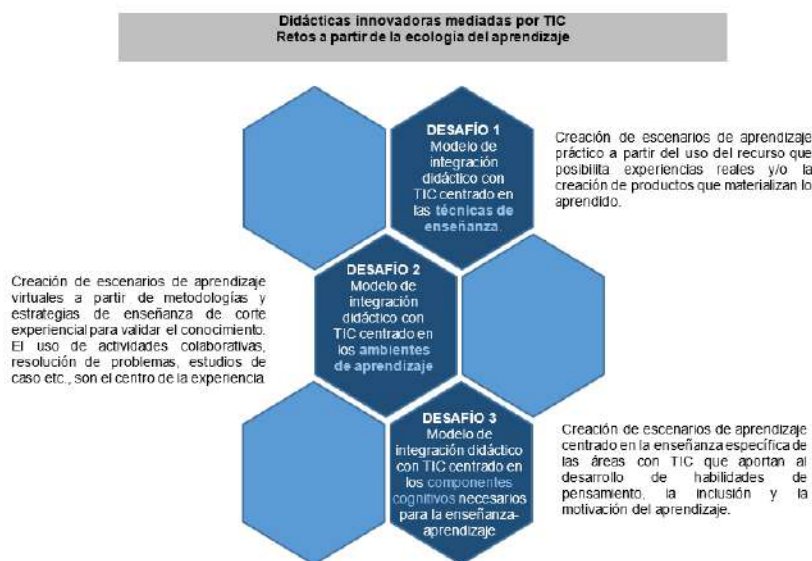 Didácticas innovadoras mediadas por TIC
Retos a partir de la ecología del aprendizaje
DESAFÍO 1
Modelo de
integración
didáctico con
TIC centrado en
las técnicas de
enseñanza.
Creación de escenarios de aprendizaje
práctico a partir del uso del recurso que
posibilita experiencias reales y/o la
creación de productos que materializan lo
aprendido.
Creación de escenarios de aprendizaje
virtuales a partir de metodologías y
estrategias de enseñanza de corte
experiencial para validar el conocimiento.
El uso de actividades colaborativas,
resolución de problemas, estudios de
caso etc., son el centro de la experiencia
DESAFÍO 2
Modelo de
integración
didáctico con
TIC centrado en
los ambientes
de aprendizaje
DESAFÍO 3
Modelo de
integración didáctico
con TIC centrado en
los componentes
cognitivos necesarios
para la enseñanza-
aprendizaje
Creación de escenarios de aprendizaje
centrado en la enseñanza específica de
las áreas con TIC que aportan al
desarrollo de habilidades de
pensamiento, la inclusión y la
motivación del aprendizaje.